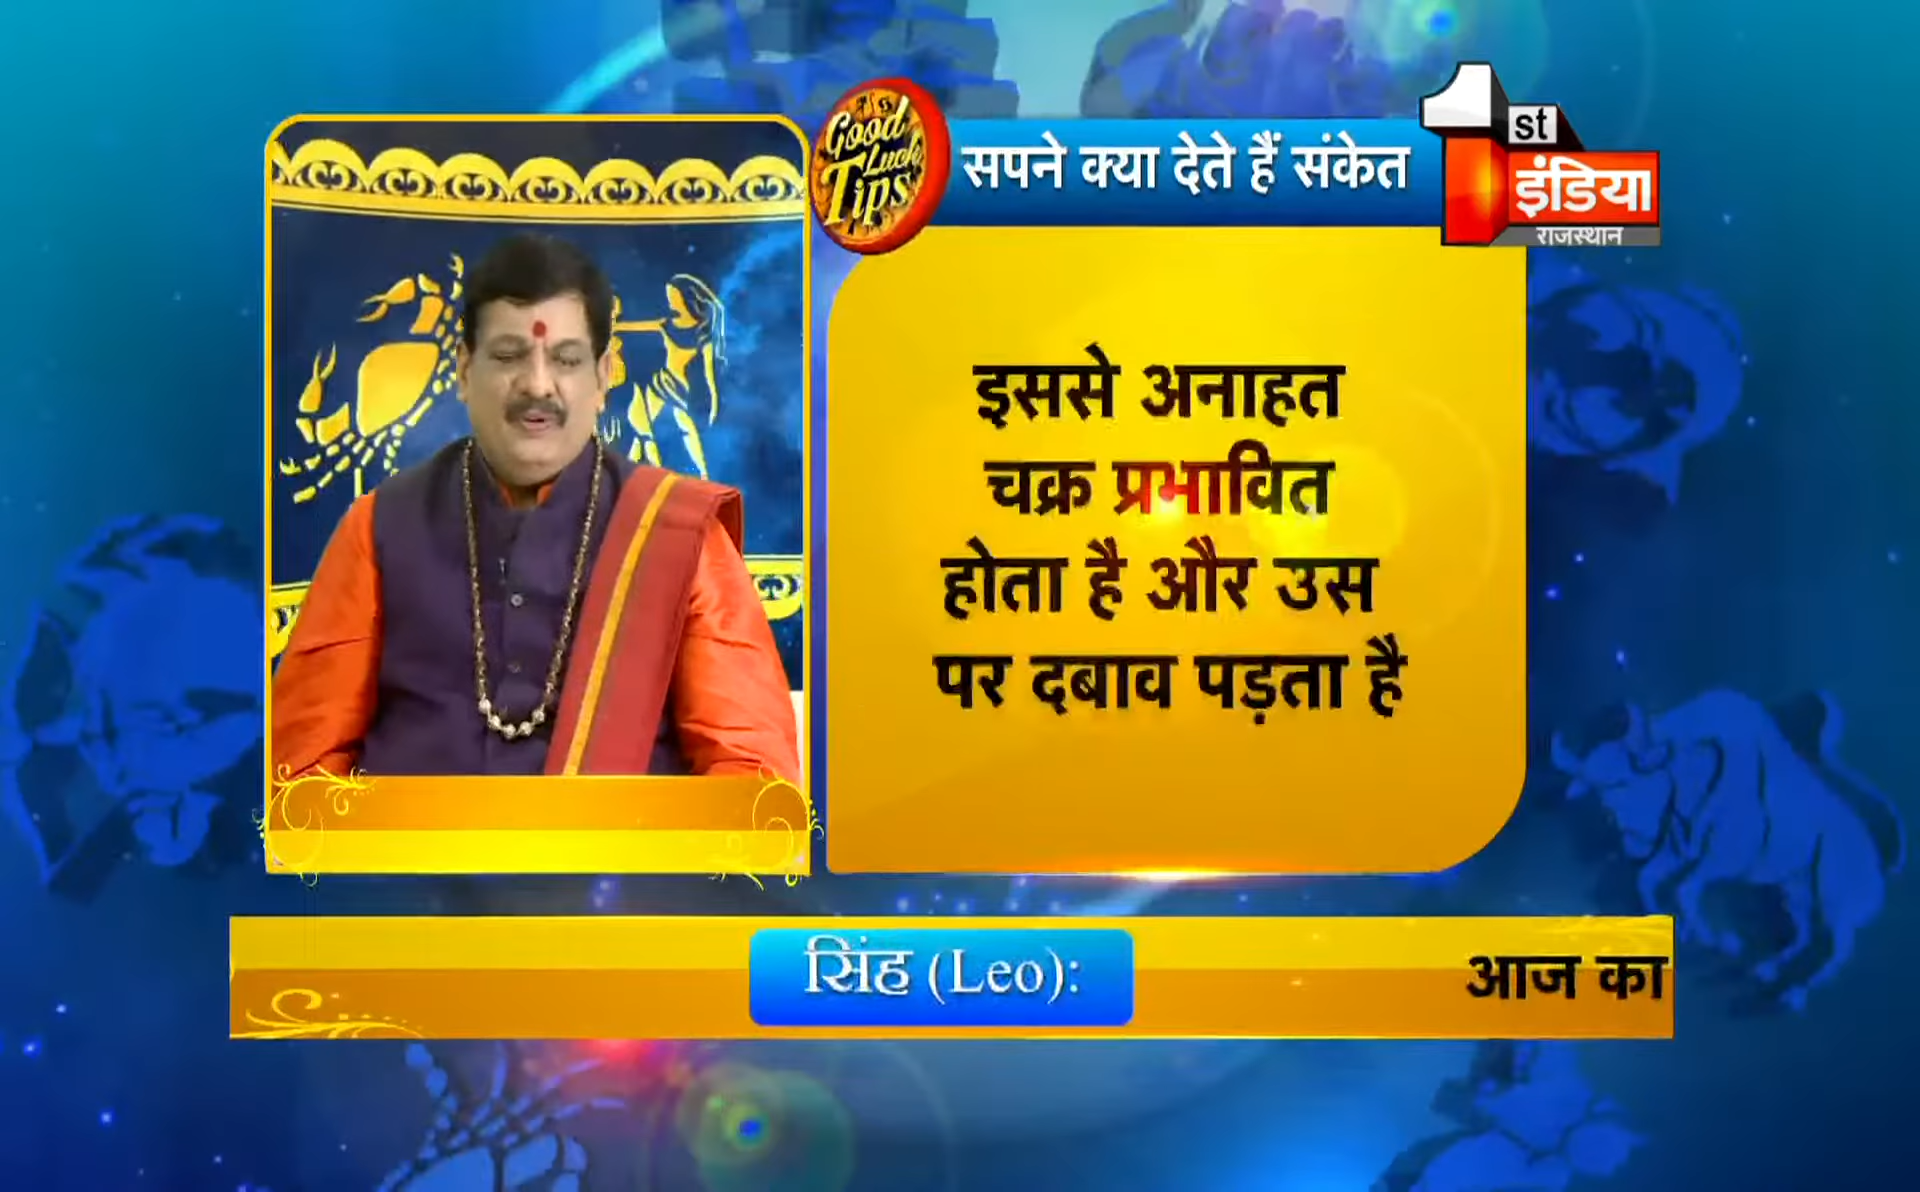 Good
Luck
Tips
सपने क्या देते हैं संकेत
1st
इंडिया
राजस्थान
इससे अनाहत
चक्र प्रभावित
होता है और उस
पर दबाव पड़ता है
सिंह (Leo):
आज का